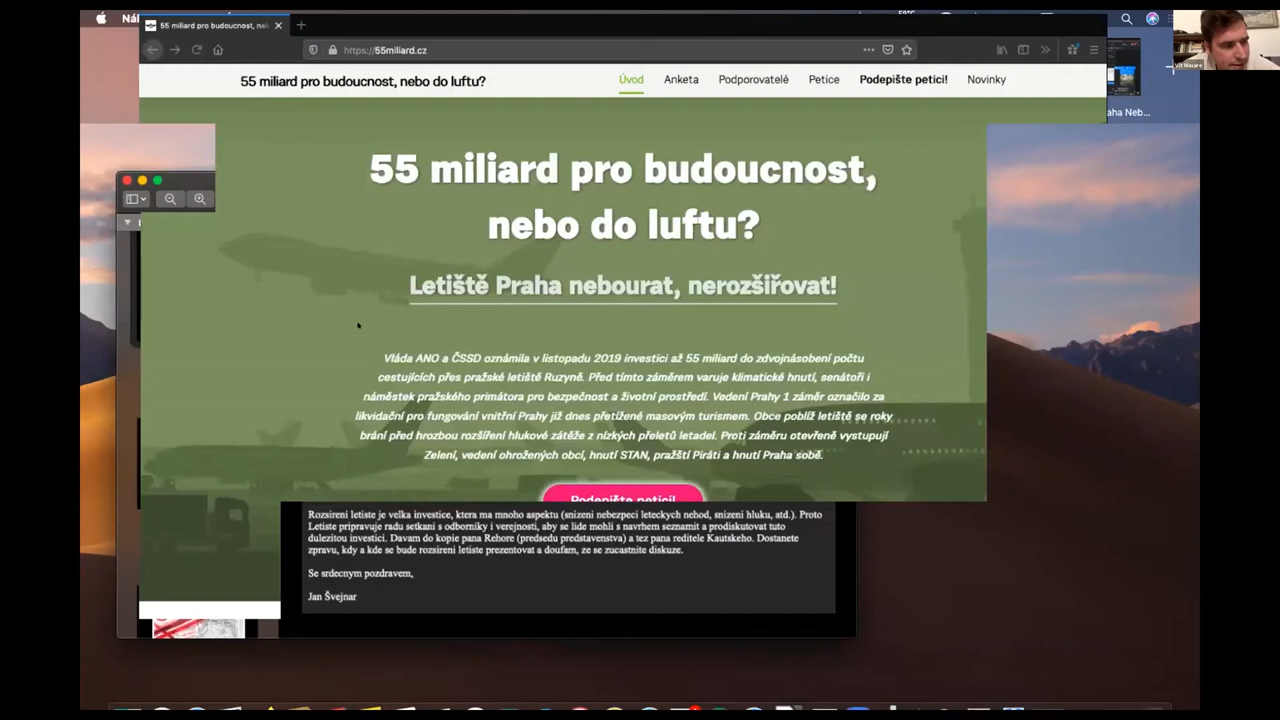 55 miliard pro budoucnost, neb
Vít Masare
https://55miliard.cz
55 miliard pro budoucnost, nebo do luftu?
Úvod Anketa Podporovatelé Petice Podepište petici! Novinky
aha Neb...
55 miliard pro budoucnost,
nebo do luftu?
Letiště Praha nebourat, nerozšiřovat!
Vláda ANO a ČSSD oznámila v listopadu 2019 investici až 55 miliard do zdvojnásobení počtu
cestujících přes pražské letiště Ruzyně. Před tímto záměrem varuje klimatické hnutí, senátoři i
náměstek pražského primátora pro bezpečnost a životní prostředí. Vedení Prahy 1 záměr označilo za
likvidační pro fungování vnitřní Prahy již dnes přetížené masovým turismem. Obce poblíž letiště se roky
brání před hrozbou rozšíření hlukové zátěže z nízkých přeletů letadel. Proti záměru otevřeně vystupují
Zelení, vedení ohrožených obcí, hnutí STAN, pražští Piráti a hnutí Praha sobě.
Podepište petici!
Rozsireni letiste je velka investice, ktera ma mnoho aspektu (snizeni nebezpeci leteckych nehod, snizeni hluku, atd.). Proto
Letiste pripravuje radu setkani s odborniky i verejnosti, aby se lide mohli s navrhem seznamit a prodiskutovat tuto
dulezitou investici. Davam do kopie pana Rehore (predsedu predstavenstva) a tez pana reditele Kautskeho. Dostanete
zpravu, kdy a kde se bude rozsireni letiste prezentovat a doufam, ze se zucastnite diskuze.
Se srdecnym pozdravem,
Jan Švejnar